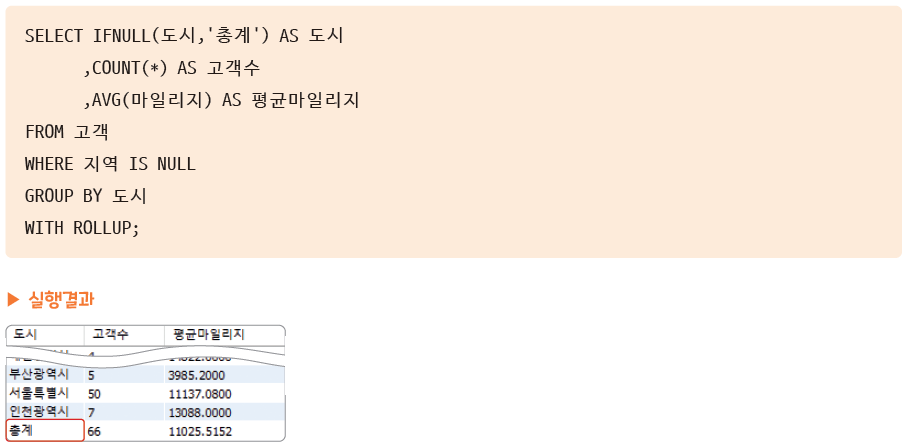 SELECT IFNULL(도시,'총계') AS 도시
,COUNT(*) AS 고객수
,AVG(마일리지) AS 평균마일리지
FROM 고객
WHERE 지역 IS NULL
GROUP BY 도시
WITH ROLLUP;
▶ 실행결과
도시 고객수 평균마일리지
부산광역시 5 3985.2000
서울특별시 50 11137.0800
인천광역시 7 13088.0000
총계 66 11025.5152